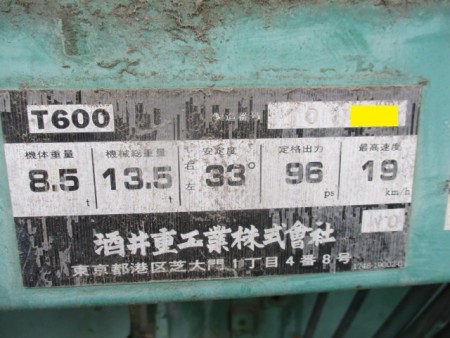 T600
機体重量 機械総重量 安定度 定格出力 最高速度
8.5 t 13.5 t 右 左 33° 96 ps 19 km/h
酒井重工業株式會社
東京都港区芝大門1丁目4番8号